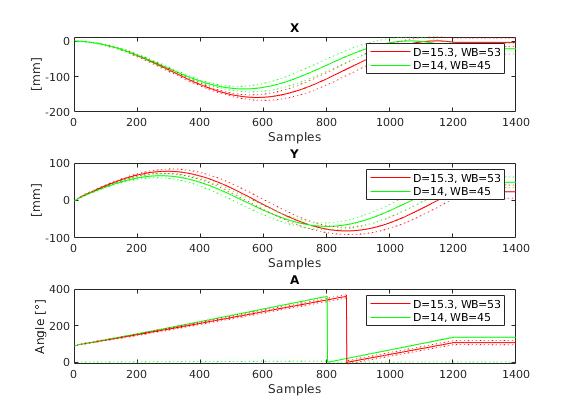 X
0
-100
-200
[mm]
D=15.3, WB=53
D=14, WB=45
0 200 400 600 800 1000 1200 1400
Samples
Y
100
0
-100
[mm]
D=15.3, WB=53
D=14, WB=45
0 200 400 600 800 1000 1200 1400
Samples
A
400
200
0
Angle [°]
D=15.3, WB=53
D=14, WB=45
0 200 400 600 800 1000 1200 1400
Samples